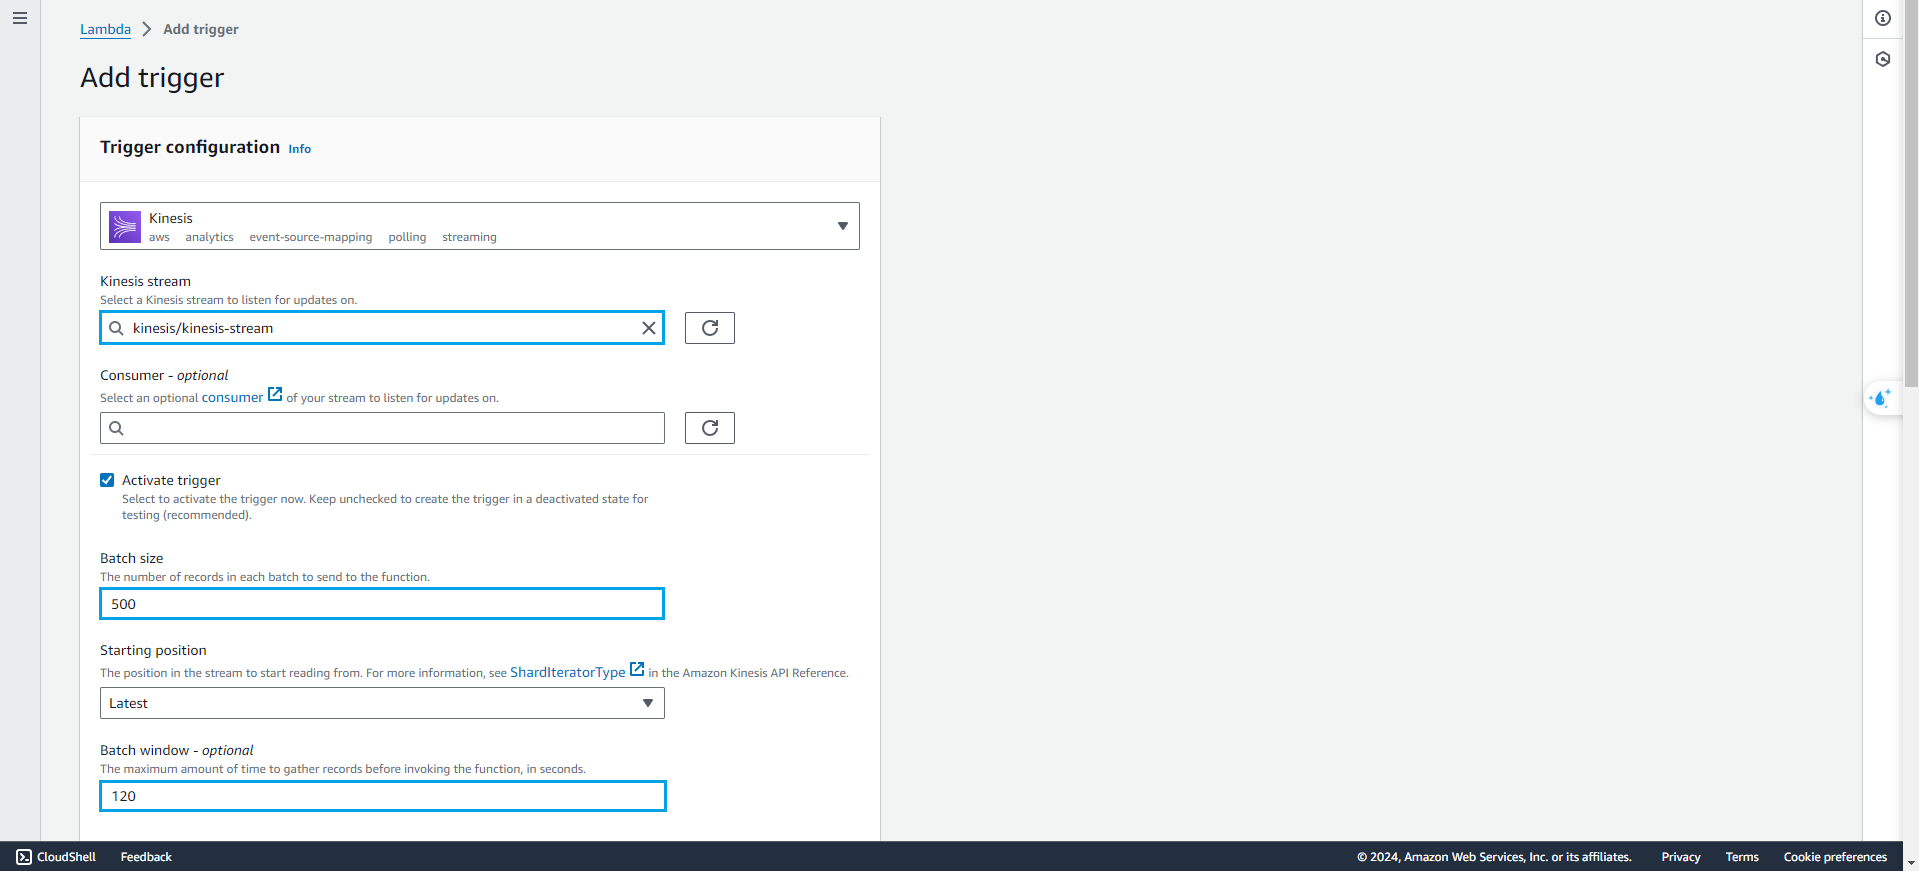 Lambda > Add trigger
Add trigger
Trigger configuration Info
Kinesis
aws analytics event-source-mapping polling streaming
Kinesis stream
Select a Kinesis stream to listen for updates on.
kinesis/kinesis-stream
Consumer - optional
Select an optional consumer of your stream to listen for updates on.
Activate trigger
Select to activate the trigger now. Keep unchecked to create the trigger in a deactivated state for
testing (recommended).
Batch size
The number of records in each batch to send to the function.
500
Starting position
The position in the stream to start reading from. For more information, see ShardIteratorType in the Amazon Kinesis API Reference.
Latest
Batch window - optional
The maximum amount of time to gather records before invoking the function, in seconds.
120
CloudShell Feedback © 2024, Amazon Web Services, Inc. or its affiliates. Privacy Terms Cookie preferences